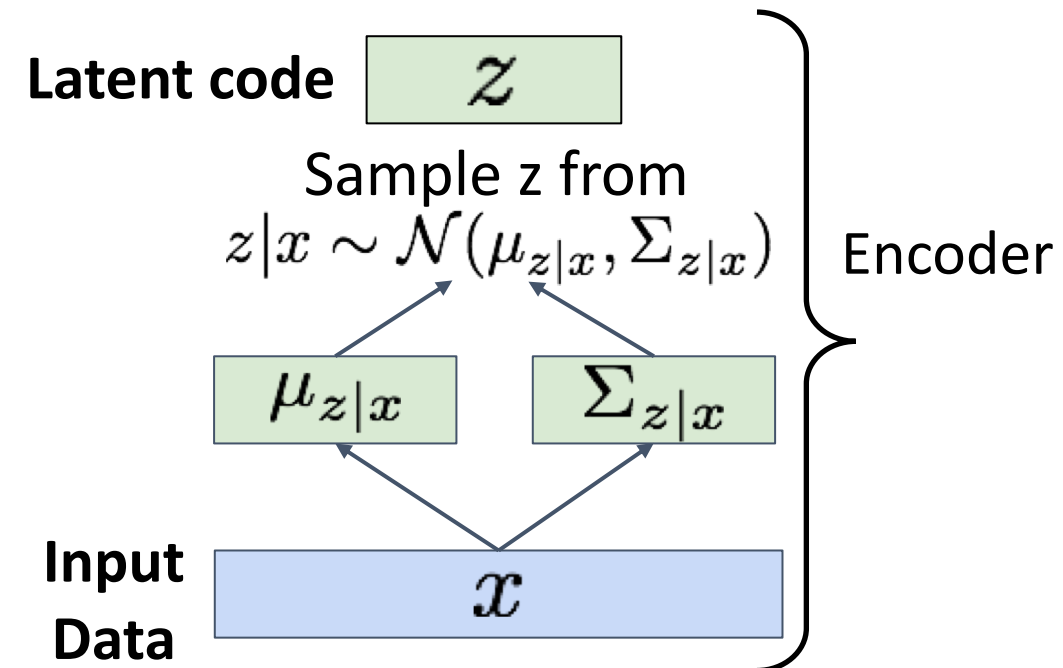 Latent code z
Sample z from
z|x ∼ 𝒩(μ_{z|x}, Σ_{z|x})
Encoder
μ_{z|x} Σ_{z|x}
Input
Data
x